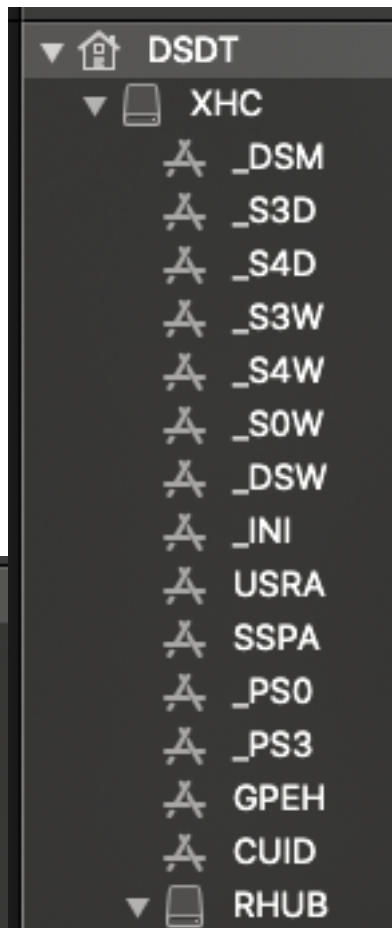 DSDT
XHC
_DSM
_S3D
_S4D
_S3W
_S4W
_S0W
_DSW
_INI
USRA
SSPA
_PS0
_PS3
GPEH
CUID
RHUB